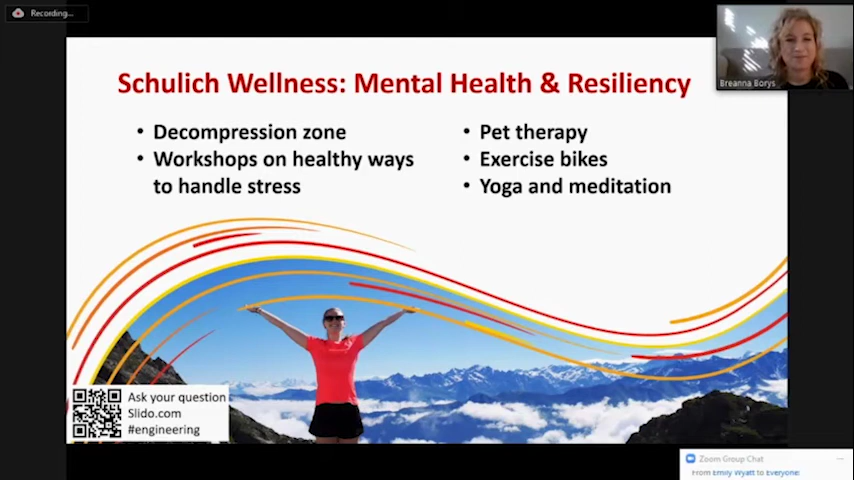 Recording...
Breanna Borys
Schulich Wellness: Mental Health & Resiliency
• Decompression zone
• Workshops on healthy ways
to handle stress
• Pet therapy
• Exercise bikes
• Yoga and meditation
Ask your question
Slido.com
#engineering
Zoom Group Chat
From Emily Wyatt to Everyone: